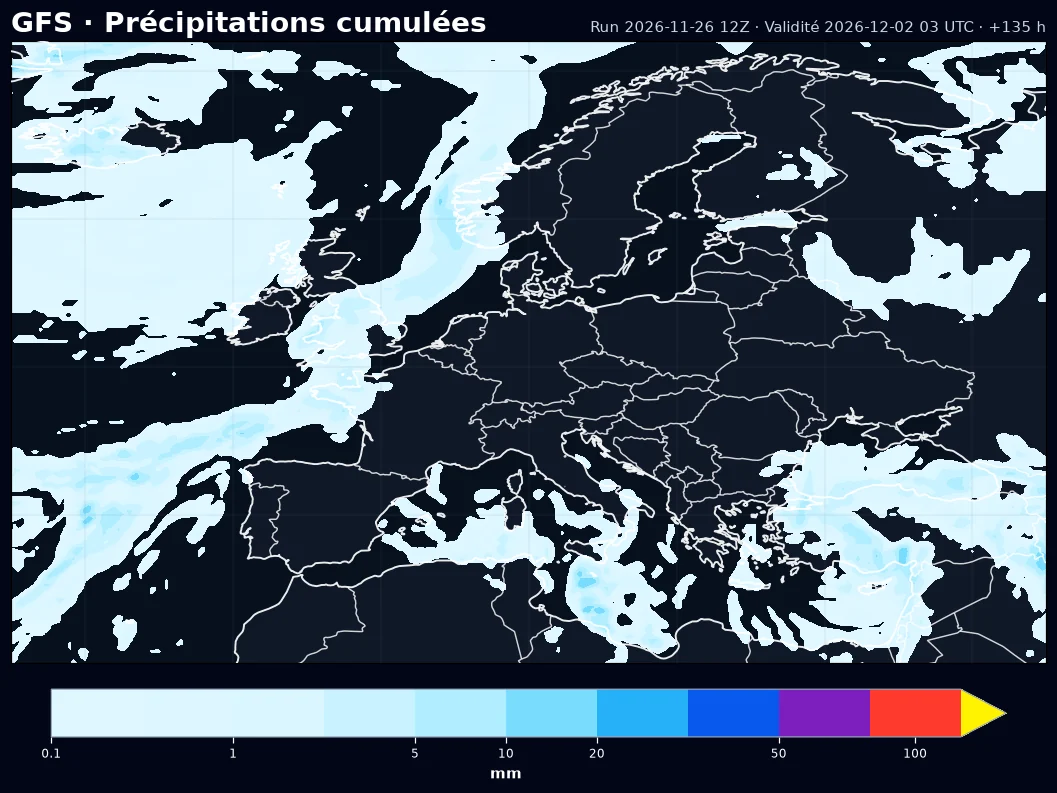 GFS · Précipitations cumulées
Run 2026-11-26 12Z · Validité 2026-12-02 03 UTC · +135 h
0.1 1 5 10 20 50 100
mm